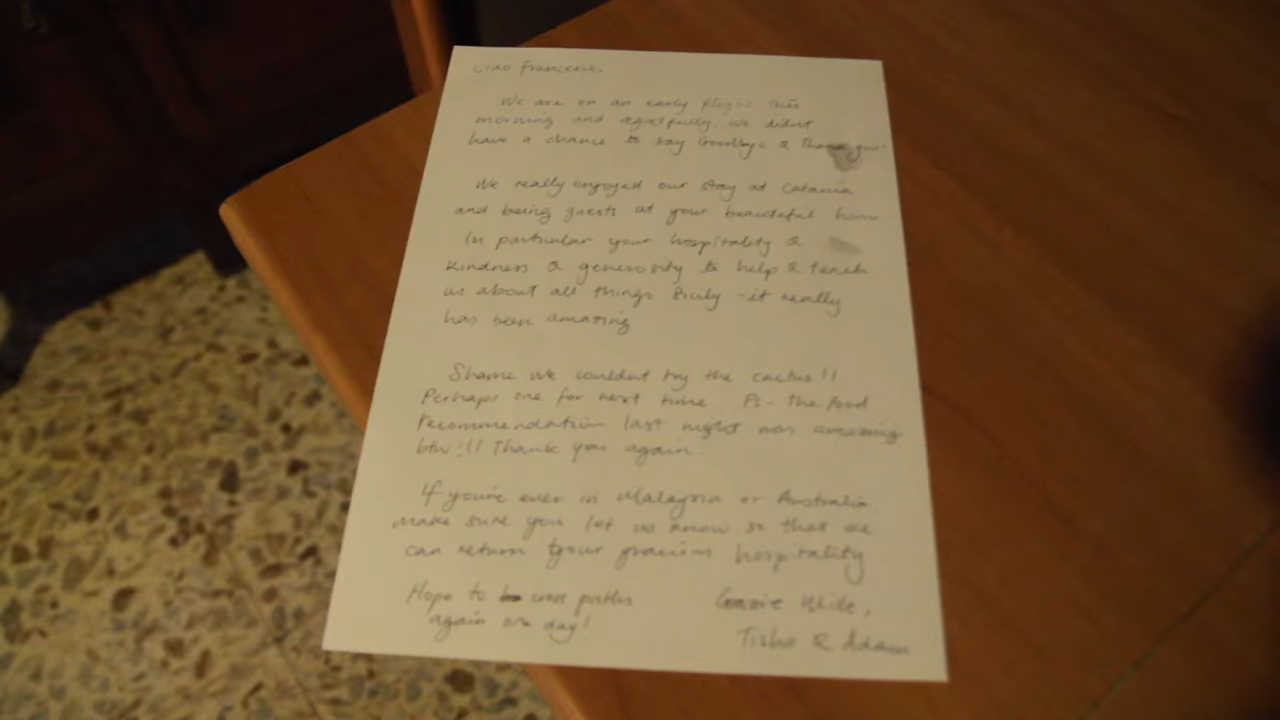 Ciao Francesco,
We are on an early flight this
morning and regretfully, we didn't
have a chance to say Goodbye & Thank you!
We really enjoyed our stay at Catania
and being guests at your beautiful home
In particular your hospitality &
kindness & generosity to help & teach
us about all things Sicily - it really
has been amazing
Shame we couldn't try the cactus!!
Perhaps one for next time. Ps - the food
recommendation last night was amazing
btw!!! Thank you again.
If you're ever in Malaysia or Australia
make sure you let us know so that we
can return your hospitality
Hope to cross paths
again one day!
Grazie Mille,
& Adam